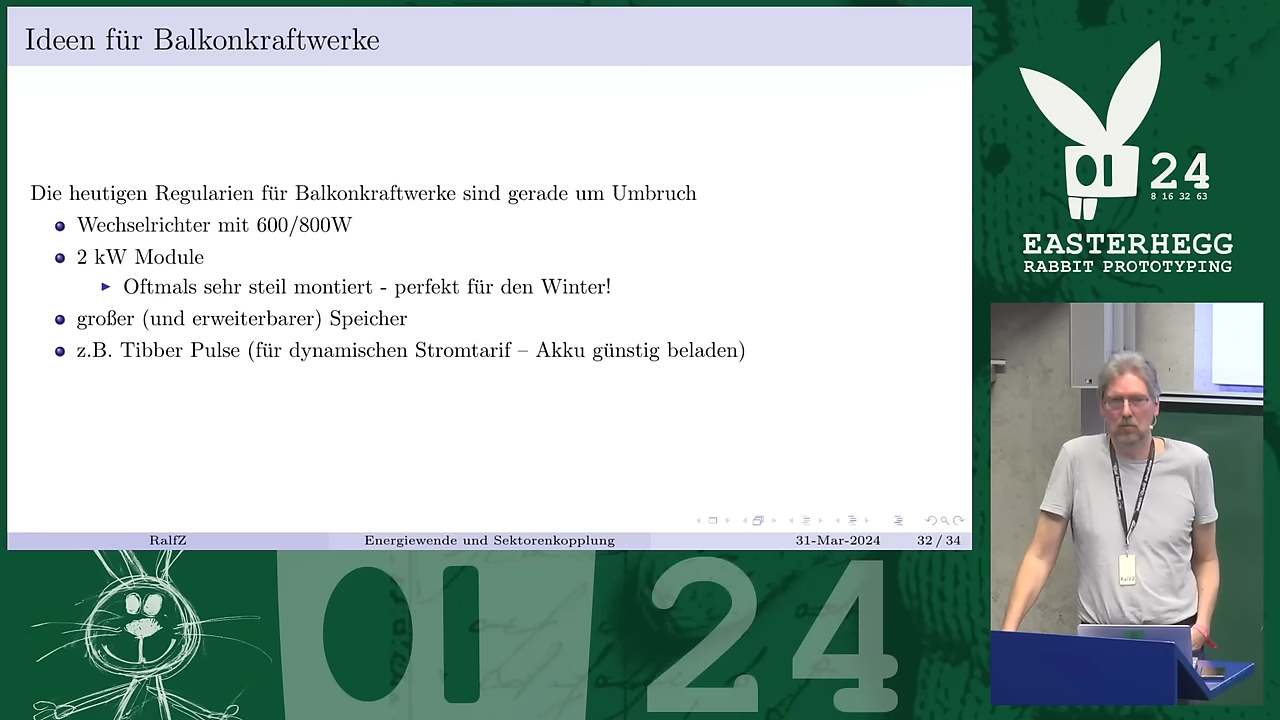 Ideen für Balkonkraftwerke
Die heutigen Regularien für Balkonkraftwerke sind gerade um Umbruch
Wechselrichter mit 600/800W
2 kW Module
Oftmals sehr steil montiert - perfekt für den Winter!
großer (und erweiterbarer) Speicher
z.B. Tibber Pulse (für dynamischen Stromtarif – Akku günstig beladen)
RalfZ
Energiewende und Sektorenkopplung
31-Mar-2024
32 / 34
24
8 16 32 63
EASTERHEGG
RABBIT PROTOTYPING
24